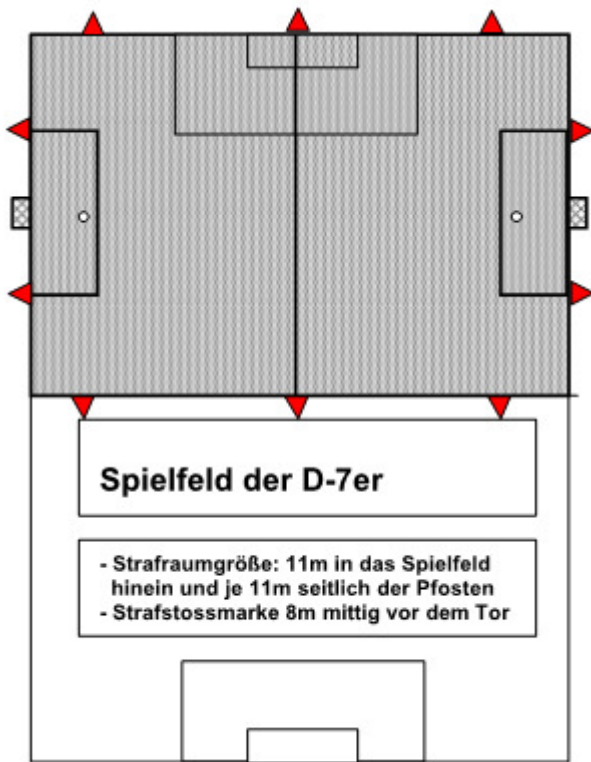 Spielfeld der D-7er
- Strafraumgröße: 11m in das Spielfeld
hinein und je 11m seitlich der Pfosten
- Strafstossmarke 8m mittig vor dem Tor